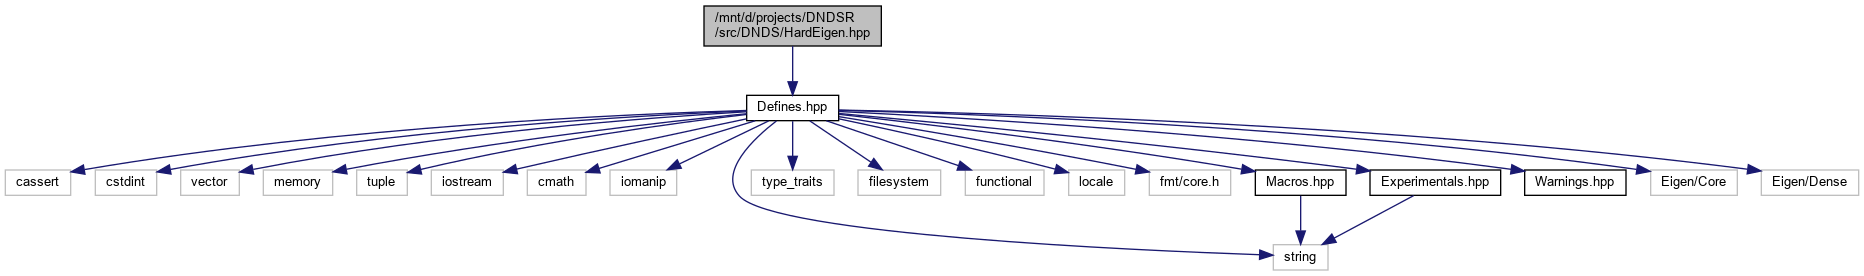 /mnt/d/projects/DNDSR
/src/DNDS/HardEigen.hpp
Defines.hpp
cassert
cstdint
vector
memory
tuple
iostream
cmath
iomanip
type_traits
filesystem
functional
locale
fmt/core.h
Macros.hpp
Experimentals.hpp
Warnings.hpp
Eigen/Core
Eigen/Dense
string